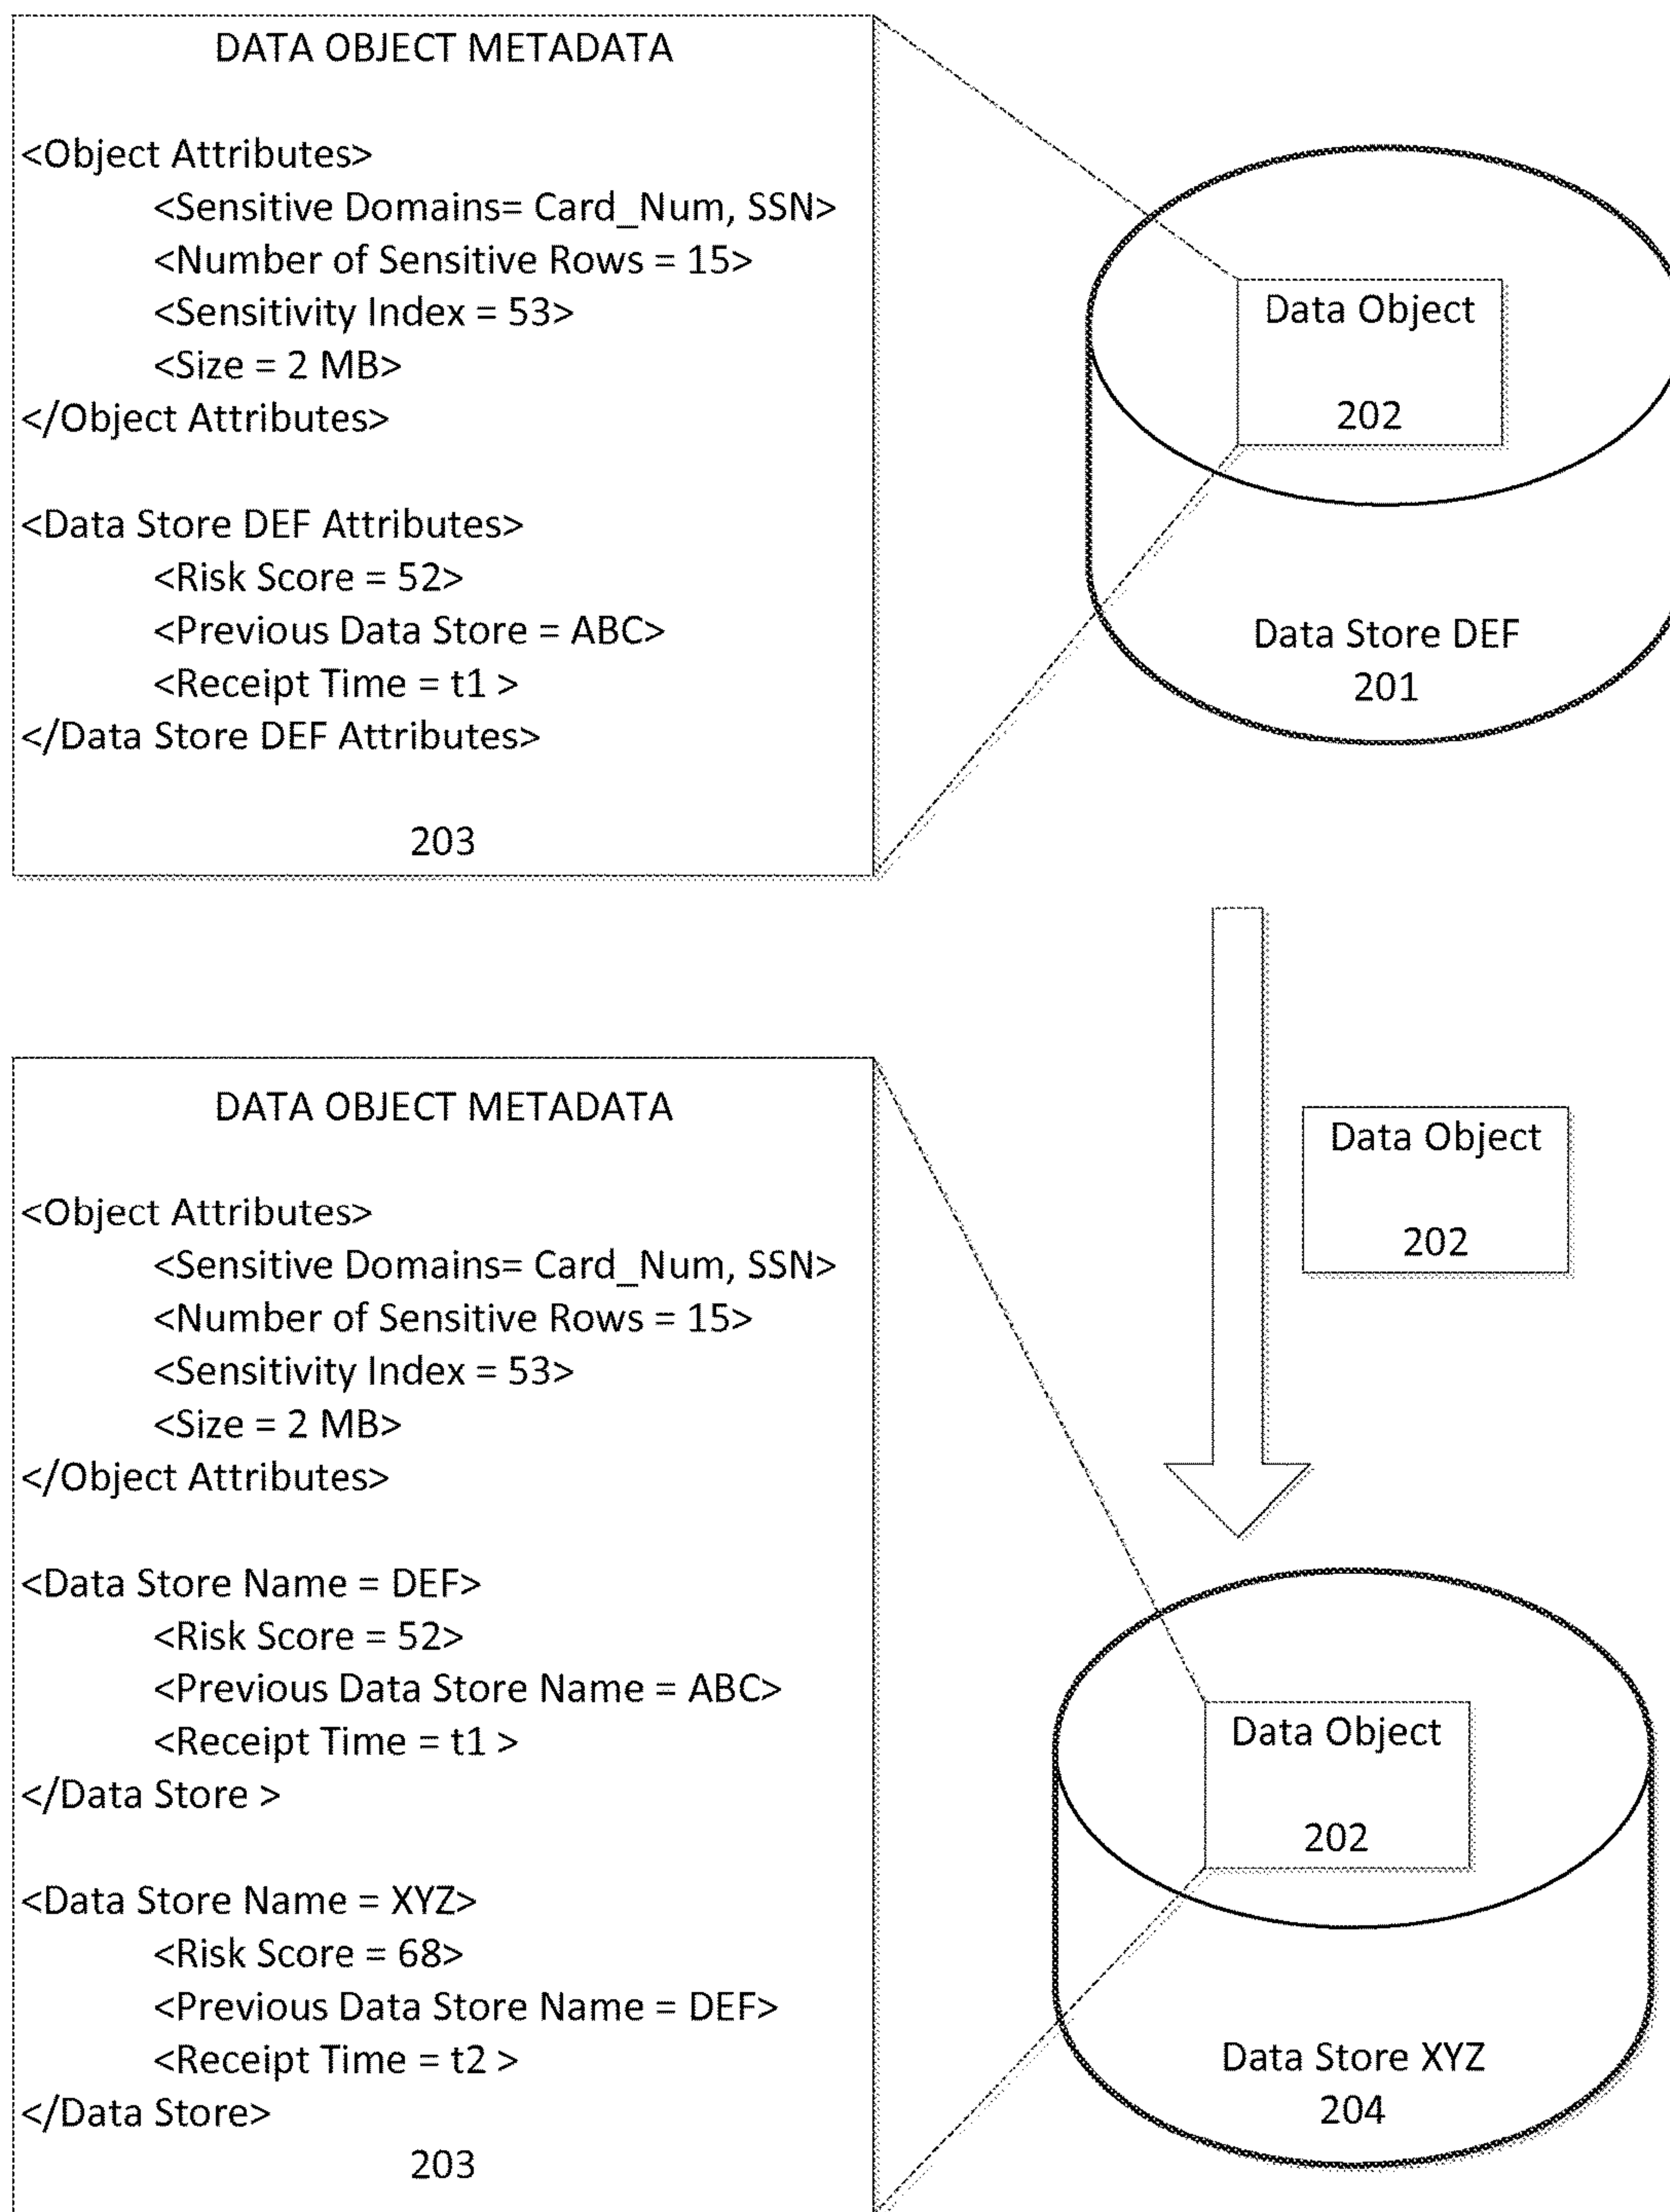 DATA OBJECT METADATA
<Object Attributes>
<Sensitive Domains= Card_Num, SSN>
<Number of Sensitive Rows = 15>
<Sensitivity Index = 53>
<Size = 2 MB>
</Object Attributes>
<Data Store DEF Attributes>
<Risk Score = 52>
<Previous Data Store = ABC>
<Receipt Time = t1 >
</Data Store DEF Attributes>
203
Data Object
202
Data Store DEF
201
Data Object
202
DATA OBJECT METADATA
<Object Attributes>
<Sensitive Domains= Card_Num, SSN>
<Number of Sensitive Rows = 15>
<Sensitivity Index = 53>
<Size = 2 MB>
</Object Attributes>
<Data Store Name = DEF>
<Risk Score = 52>
<Previous Data Store Name = ABC>
<Receipt Time = t1 >
</Data Store >
<Data Store Name = XYZ>
<Risk Score = 68>
<Previous Data Store Name = DEF>
<Receipt Time = t2 >
</Data Store>
203
Data Object
202
Data Store XYZ
204